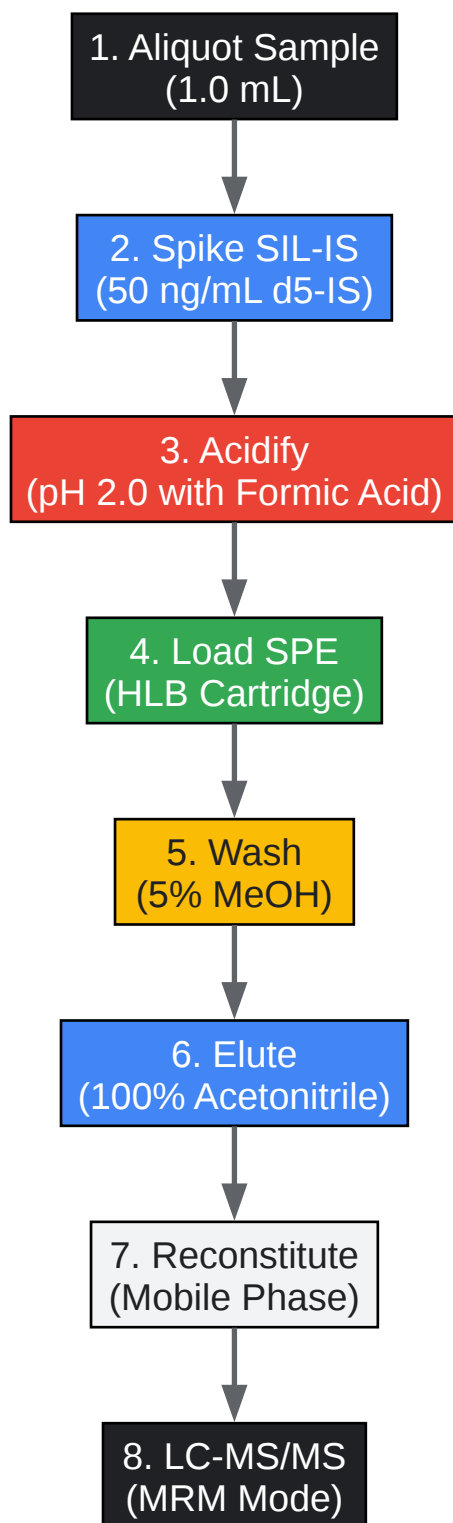 1. Aliquot Sample
(1.0 mL)
2. Spike SIL-IS
(50 ng/mL d5-IS)
3. Acidify
(pH 2.0 with Formic Acid)
4. Load SPE
(HLB Cartridge)
5. Wash
(5% MeOH)
6. Elute
(100% Acetonitrile)
7. Reconstitute
(Mobile Phase)
8. LC-MS/MS
(MRM Mode)